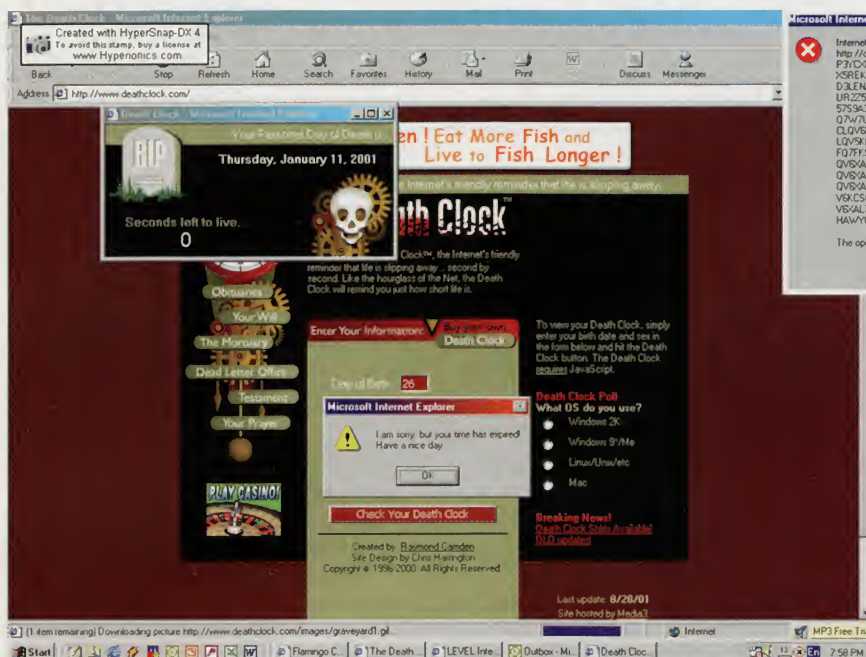 The Death Clock - Microsoft Internet Explorer
Created with HyperSnap-DX 4
To avoid this stamp, buy a license at
www.Hyperionics.com
Back
Stop
Refresh
Home
Search
Favorites
History
Mail
Print
Discuss
Messenger
Address
http://www.deathclock.com/
Death Clock - Microsoft Internet Explorer
Your Personal Day of Death
RIP
Thursday, January 11, 2001
Seconds left to live.
0
en ! Eat More Fish and
Live to Fish Longer !
the Internet's friendly reminder that life is slipping away.
ath Clock™
Clock™, the Internet's friendly
reminder that life is slipping away... second by
second. Like the hourglass of the Net, the Death
Clock will remind you just how short life is.
Obituaries
Your Will
The Mortuary
Dead Letter Office
Testament
Your Prayer
PLAY CASINO!
Enter Your Information:
Buy your own
Death Clock
Day of Birth
26
Microsoft Internet Explorer
I am sorry, but your time has expired!
Have a nice day
OK
Check Your Death Clock
Created by: Raymond Camden
Site Design by Chris Harrington
Copyright © 1996-2000. All Rights Reserved
To view your Death Clock, simply
enter your birth date and sex in
the form below and hit the Death
Clock button. The Death Clock
requires JavaScript.
Death Clock Poll
What OS do you use?
Windows 2K
Windows 9*/Me
Linux/Unix/etc
Mac
Breaking News!
Death Clock Shirts Available!
DLD updated
Last update: 8/28/01
Site hosted by Media3
Microsoft Interne
Internet
http://
The op
(1 item remaining) Downloading picture http://www.deathclock.com/images/graveyard1.gif...
Internet
MP3 Free Tra
Start
Flamingo C...
The Death...
LEVEL Inte...
Outbox - Mi...
Death Cloc...
13
En
7:58 PM